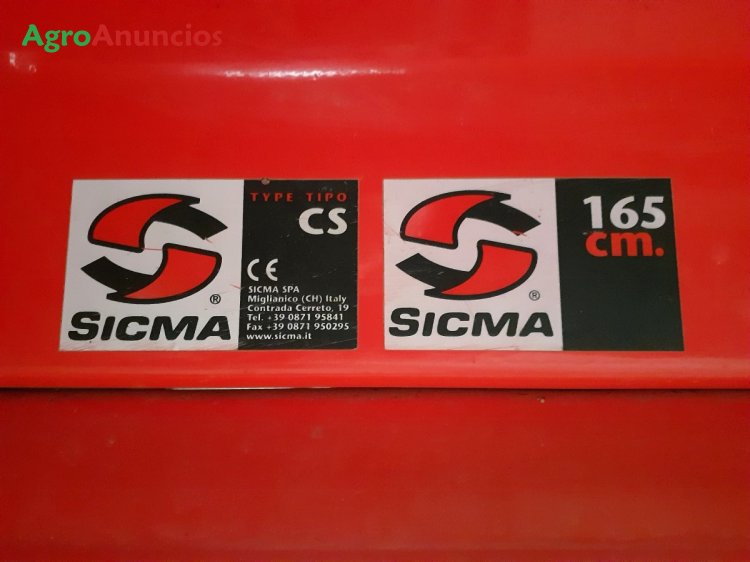 AgroAnuncios
SICMA
®
TYPE TIPO
CS
CE
SICMA SPA
Miglianico (CH) Italy
Contrada Cerreto, 19
Tel. +39 0871 95841
Fax +39 0871 950295
www.sicma.it
SICMA
®
165
cm.